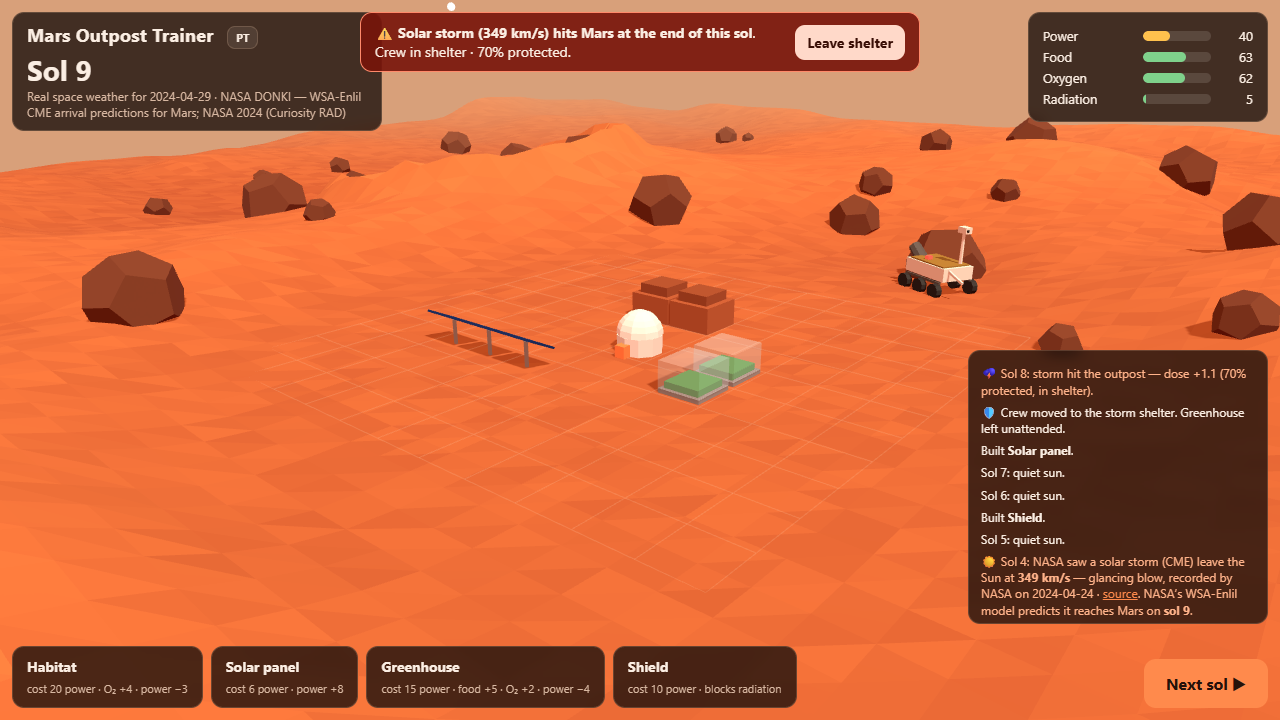 Mars Outpost Trainer PT
Sol 9
Real space weather for 2024-04-29 · NASA DONKI — WSA-Enlil
CME arrival predictions for Mars; NASA 2024 (Curiosity RAD)
⚠️ Solar storm (349 km/s) hits Mars at the end of this sol.
Crew in shelter · 70% protected.
Leave shelter
Power 40
Food 63
Oxygen 62
Radiation 5
Sol 8: storm hit the outpost — dose +1.1 (70%
protected, in shelter).
Crew moved to the storm shelter. Greenhouse
left unattended.
Built Solar panel.
Sol 7: quiet sun.
Sol 6: quiet sun.
Built Shield.
Sol 5: quiet sun.
Sol 4: NASA saw a solar storm (CME) leave the
Sun at 349 km/s — glancing blow, recorded by
NASA on 2024-04-24 · source. NASA's WSA-Enlil
model predicts it reaches Mars on sol 9.
Habitat
cost 20 power · O₂ +4 · power −3
Solar panel
cost 6 power · power +8
Greenhouse
cost 15 power · food +5 · O₂ +2 · power −4
Shield
cost 10 power · blocks radiation
Next sol ▶